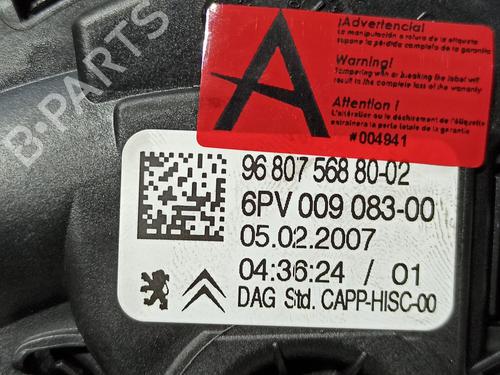 ¡Advertencia!
La manipulación o rotura de la etiqueta
supone la pérdida completa de la garantía
Warning!
Tampering with or breaking the label will
result in the complete loss of the warranty
Attention !
L'altérailler ou le déchirement de l'étiquette
entraînera la perte totale de la garantie
#004941
A
B-PARTS
96 807 568 80-02
6PV 009 083-00
05.02.2007
04:36:24 / 01
DAG Std. CAPP-HISC-00